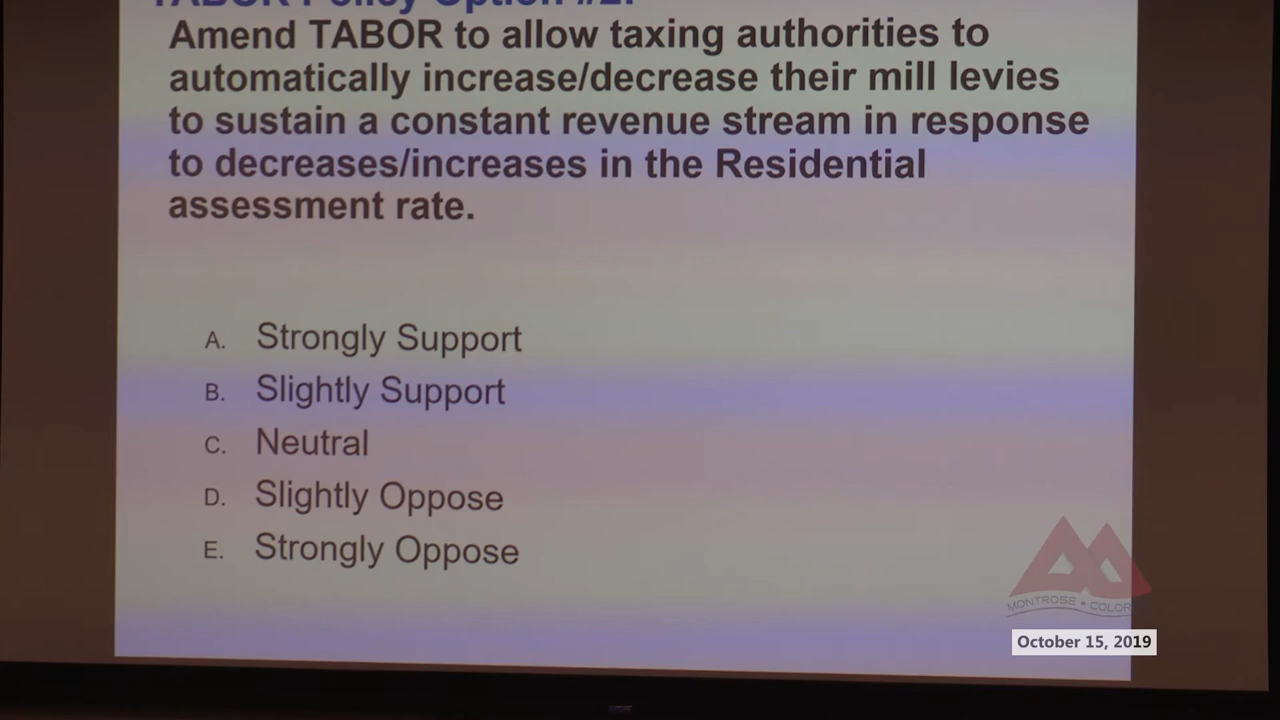 TABOR Policy Option #2:
Amend TABOR to allow taxing authorities to
automatically increase/decrease their mill levies
to sustain a constant revenue stream in response
to decreases/increases in the Residential
assessment rate.
A. Strongly Support
B. Slightly Support
C. Neutral
D. Slightly Oppose
E. Strongly Oppose
MONTROSE • COLOR
October 15, 2019